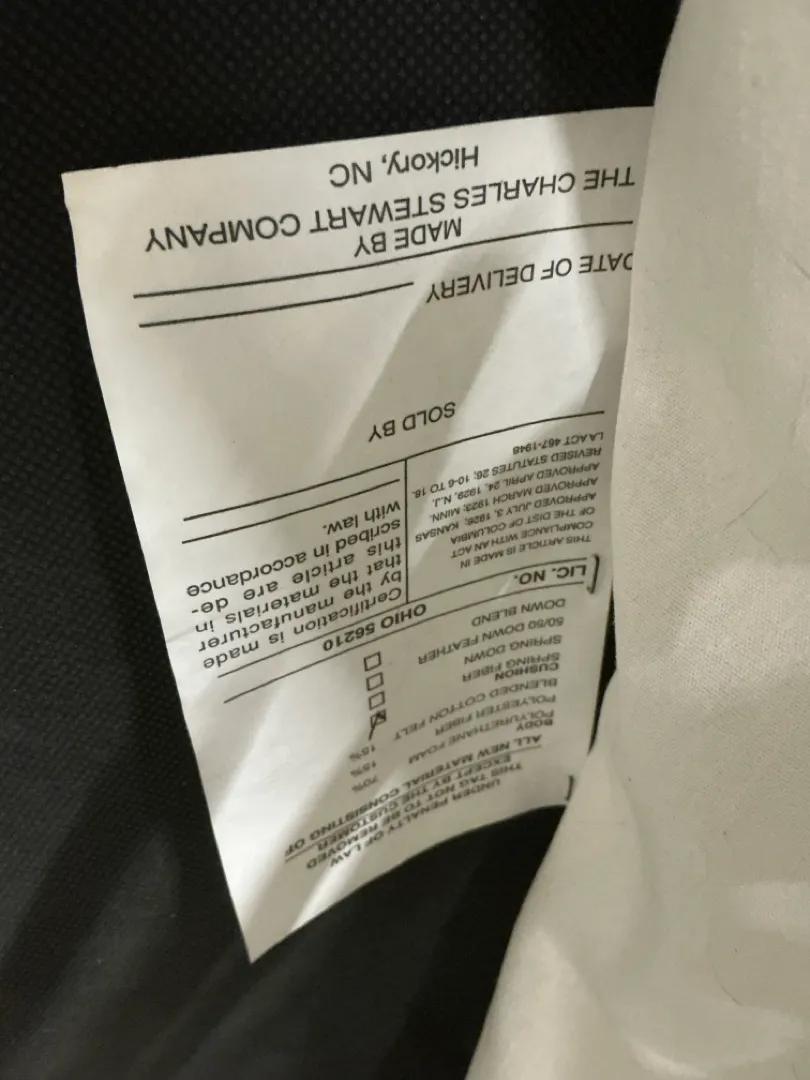 UNDER PENALTY OF LAW
THIS TAG NOT TO BE REMOVED
EXCEPT BY THE CUSTOMER
ALL NEW MATERIAL CONSISTING OF
BODY
POLYURETHANE FOAM 70%
POLYESTER FIBER 15%
BLENDED COTTON FELT 15%
CUSHION
SPRING FIBER
SPRING DOWN
50/50 DOWN FEATHER
DOWN BLEND
OHIO 56210
LIC. NO.
THIS ARTICLE IS MADE IN
COMPLIANCE WITH AN ACT
OF THE DIST OF COLUMBIA
APPROVED JULY 3, 1926; KANSAS
APPROVED MARCH 1923; MINN.
APPROVED APRIL 24, 1929, N.J.
REVISED STATUTES 26; 10-6 TO 18.
LA ACT 467-1948
Certification is made
by the manufacturer
that the materials in
this article are de-
scribed in accordance
with law.
SOLD BY
DATE OF DELIVERY
MADE BY
THE CHARLES STEWART COMPANY
Hickory, NC